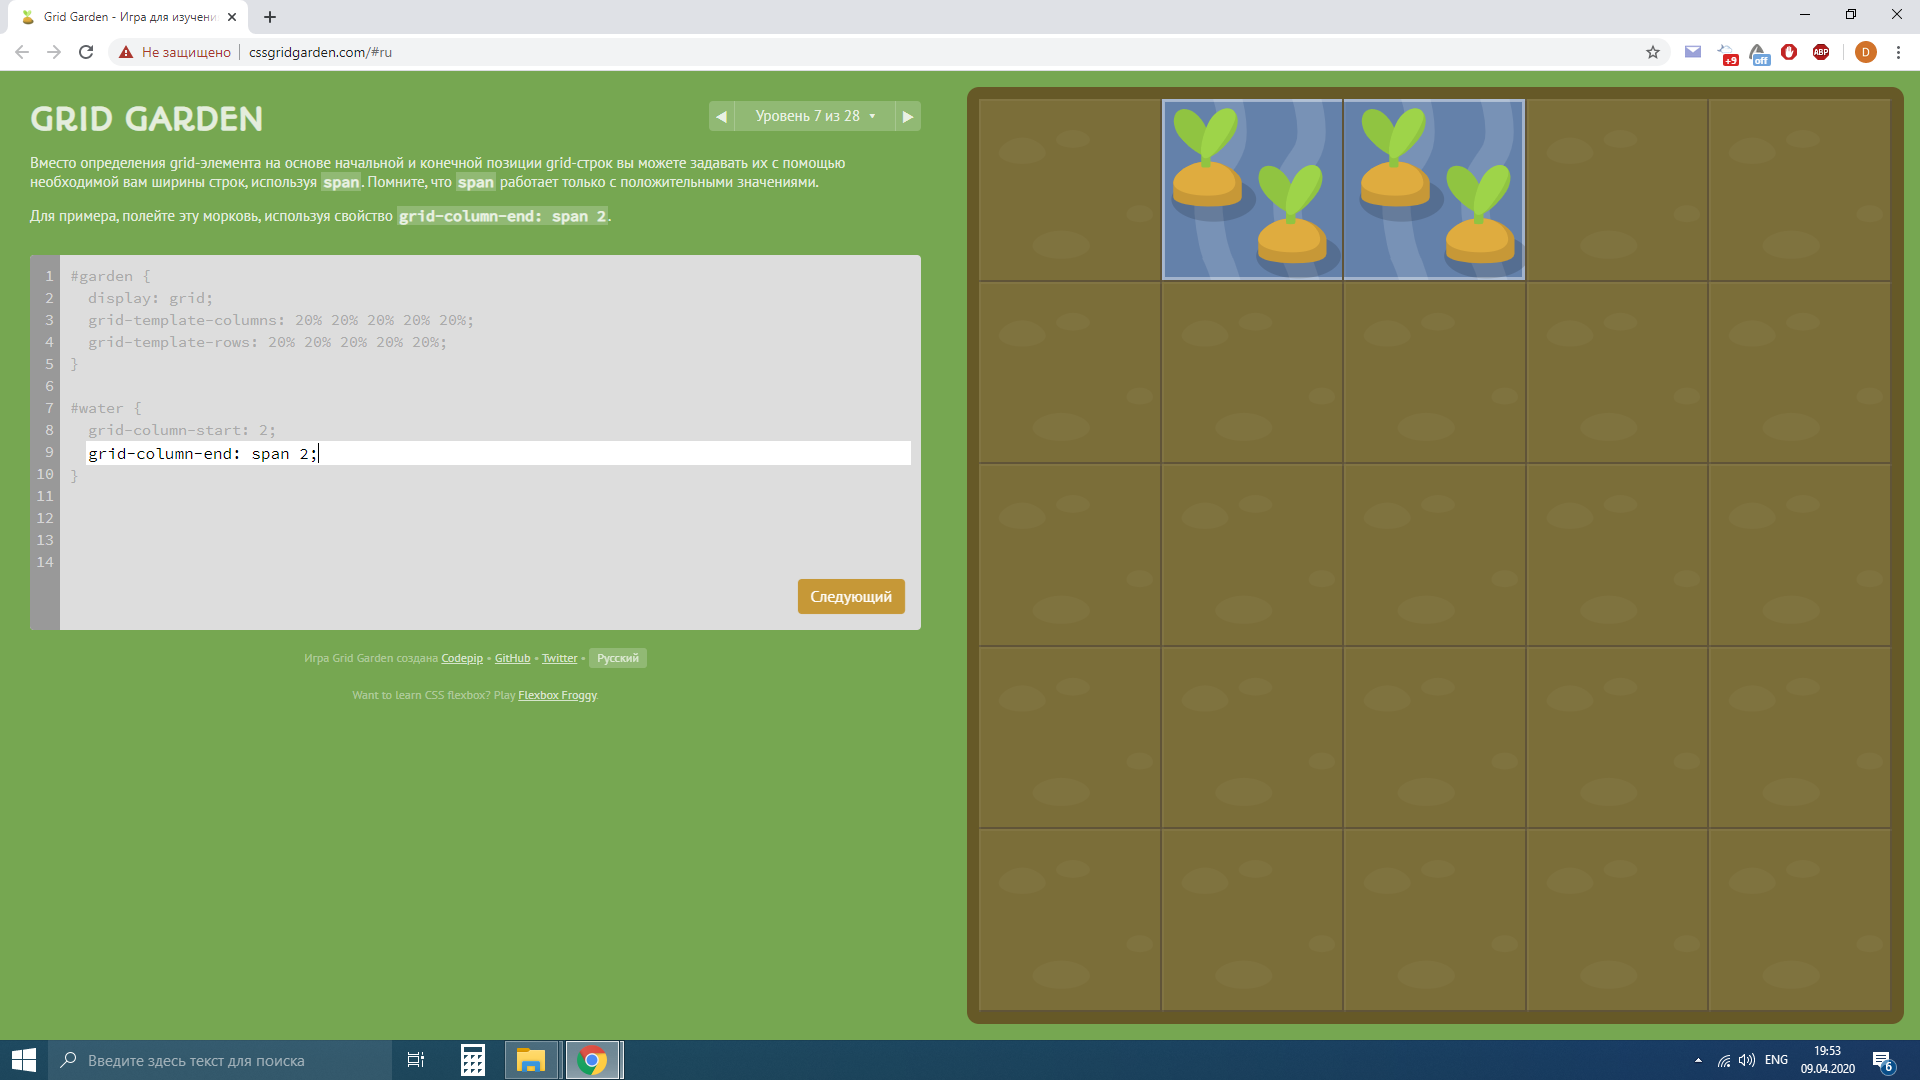 Grid Garden - Игра для изучени
Не защищено
cssgridgarden.com/#ru
+9
off
ABP
D
GRID GARDEN
Уровень 7 из 28
Вместо определения grid-элемента на основе начальной и конечной позиции grid-строк вы можете задавать их с помощью
необходимой вам ширины строк, используя span. Помните, что span работает только с положительными значениями.
Для примера, полейте эту морковь, используя свойство grid-column-end: span 2.
1 #garden {
2 display: grid;
3 grid-template-columns: 20% 20% 20% 20% 20%;
4 grid-template-rows: 20% 20% 20% 20% 20%;
5 }
6
7 #water {
8 grid-column-start: 2;
9 grid-column-end: span 2;
10 }
11
12
13
14
Следующий
Игра Grid Garden создана Codepip • GitHub • Twitter • Русский
Want to learn CSS flexbox? Play Flexbox Froggy.
Введите здесь текст для поиска
ENG
19:53
09.04.2020
6